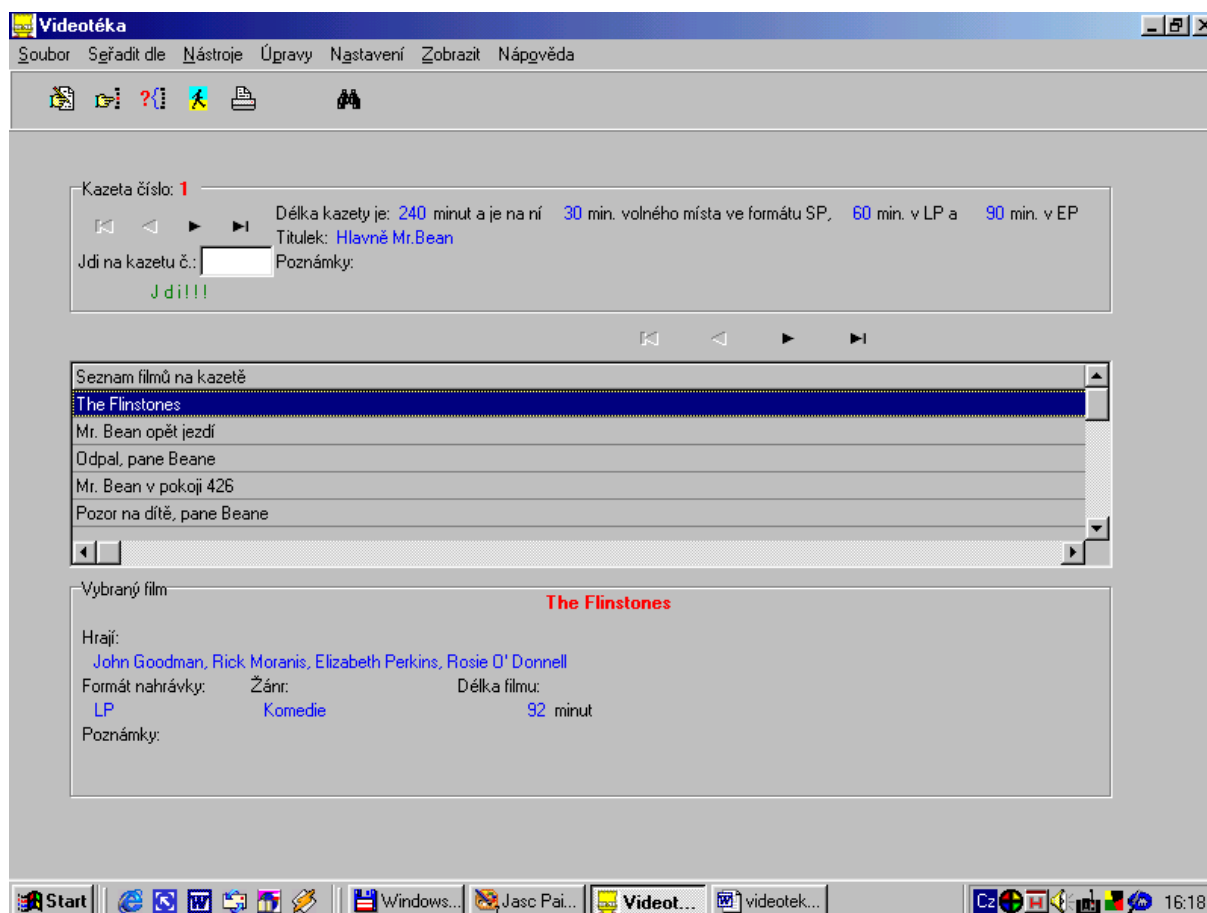 Videotéka
Soubor Seřadit dle Nástroje Úpravy Nastavení Zobrazit Nápověda
Kazeta číslo: 1
Délka kazety je: 240 minut a je na ní 30 min. volného místa ve formátu SP, 60 min. v LP a 90 min. v EP
Titulek: Hlavně Mr.Bean
Jdi na kazetu č.: Poznámky:
J d i ! ! !
Seznam filmů na kazetě
The Flinstones
Mr. Bean opět jezdí
Odpal, pane Beane
Mr. Bean v pokoji 426
Pozor na dítě, pane Beane
Vybraný film
The Flinstones
Hrají:
John Goodman, Rick Moranis, Elizabeth Perkins, Rosie O' Donnell
Formát nahrávky: Žánr: Délka filmu:
LP Komedie 92 minut
Poznámky:
Start Windows... Jasc Pai... Videot... videotek... Cz 16:18